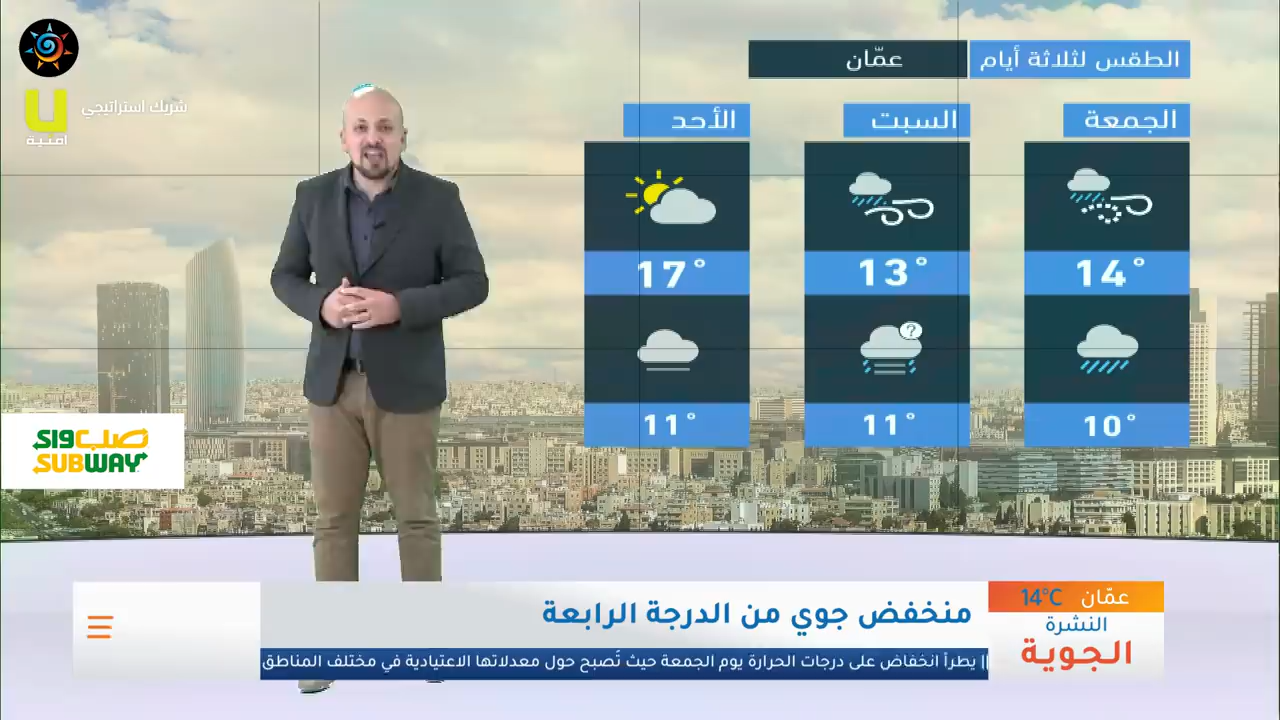 الطقس لثلاثة أيام
عمّان
الجمعة
السبت
الأحد
14°
13°
17°
?
10°
11°
11°
U
أمنية
شريك استراتيجي
صب واي
SUBWAY
عمّان 14°C
النشرة
الجوية
منخفض جوي من الدرجة الرابعة
|| يطرأ انخفاض على درجات الحرارة يوم الجمعة حيث تُصبح حول معدلاتها الاعتيادية في مختلف المناطق